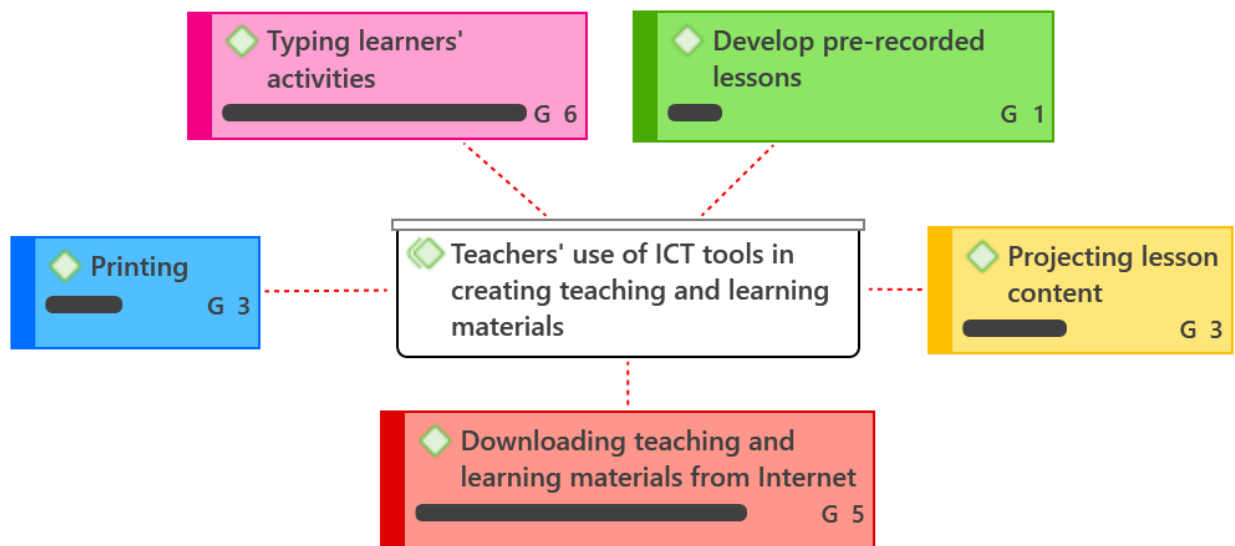 Typing learners'
activities
G 6
Develop pre-recorded
lessons
G 1
Printing
G 3
Teachers' use of ICT tools in
creating teaching and learning
materials
Projecting lesson
content
G 3
Downloading teaching and
learning materials from Internet
G 5